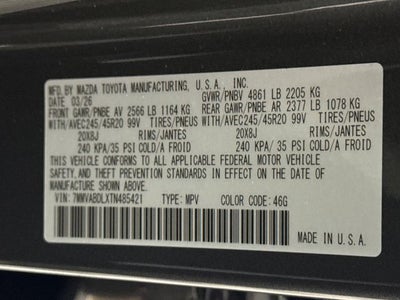 MFD. BY MAZDA TOYOTA MANUFACTURING, U.S.A., INC.
DATE 03/26 GVWR/PNBV 4861 LB 2205 KG
FRONT GAWR/PNBE AV 2566 LB 1164 KG REAR GAWR/PNBE AR 2377 LB 1078 KG
WITH/AVEC245/45R20 99V TIRES/PNEUS WITH/AVEC245/45R20 99V TIRES/PNEUS
20X8J RIMS/JANTES 20X8J RIMS/JANTES
240 KPA/ 35 PSI COLD/A FROID 240 KPA/ 35 PSI COLD/A FROID
THIS VEHICLE CONFORMS TO ALL APPLICABLE FEDERAL MOTOR VEHICLE
SAFETY.AND THEFT PREVENTION STANDARDS IN EFFECT ON THE DATE OF
MANUFACTURE SHOWN ABOVE.
VIN: 7MMVABDLXTN485421 TYPE: MPV COLOR: 46G
MADE IN U.S.A.